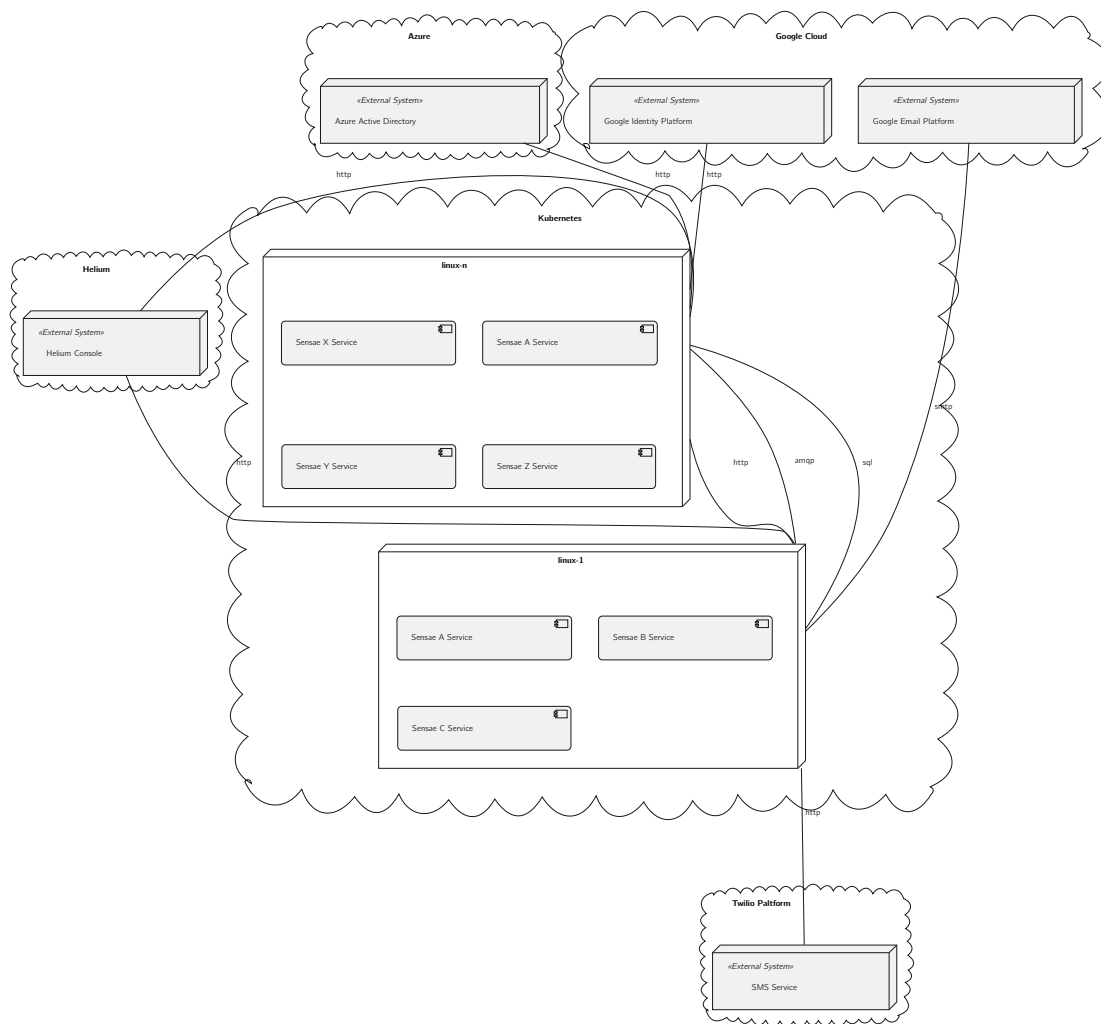 Azure
Google Cloud
«External System»
Azure Active Directory
«External System»
Google Identity Platform
«External System»
Google Email Platform
http
http
http
Kubernetes
Helium
linux-n
«External System»
Helium Console
Sensae X Service
Sensae A Service
smtp
http
Sensae Y Service
Sensae Z Service
http
amqp
sql
linux-1
Sensae A Service
Sensae B Service
Sensae C Service
http
Twilio Paltform
«External System»
SMS Service